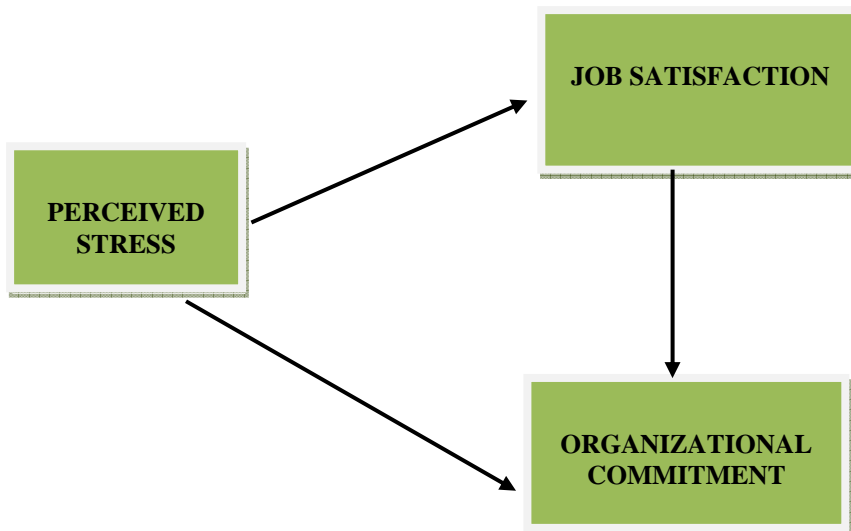 JOB SATISFACTION
PERCEIVED
STRESS
ORGANIZATIONAL
COMMITMENT